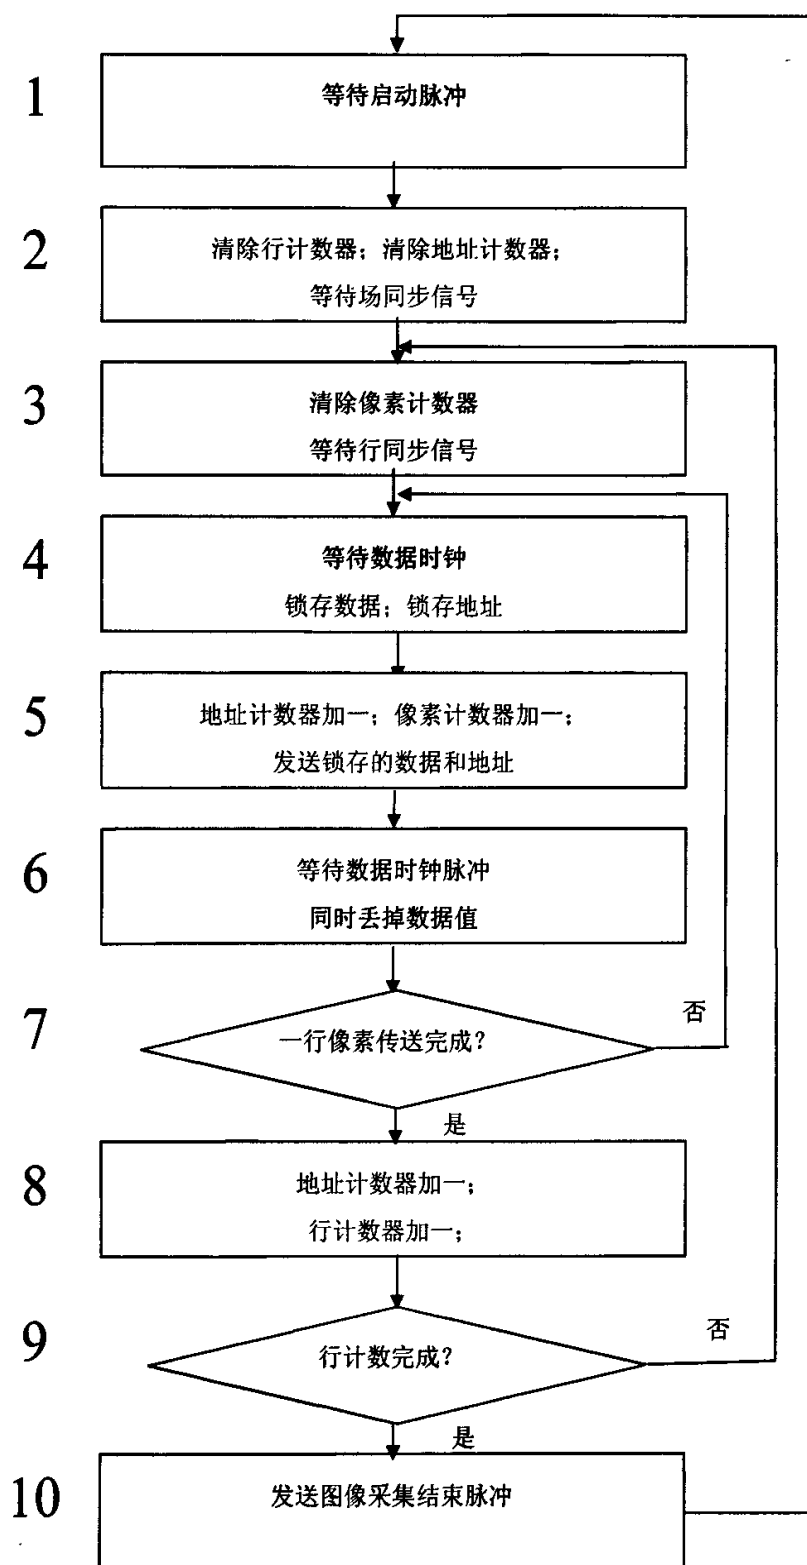 1
等待启动脉冲
2
清除行计数器；清除地址计数器；
等待场同步信号
3
清除像素计数器
等待行同步信号
4
等待数据时钟
锁存数据；锁存地址
5
地址计数器加一；像素计数器加一；
发送锁存的数据和地址
6
等待数据时钟脉冲
同时丢掉数据值
7
一行像素传送完成？
否
是
8
地址计数器加一；
行计数器加一；
9
行计数完成？
否
是
10
发送图像采集结束脉冲